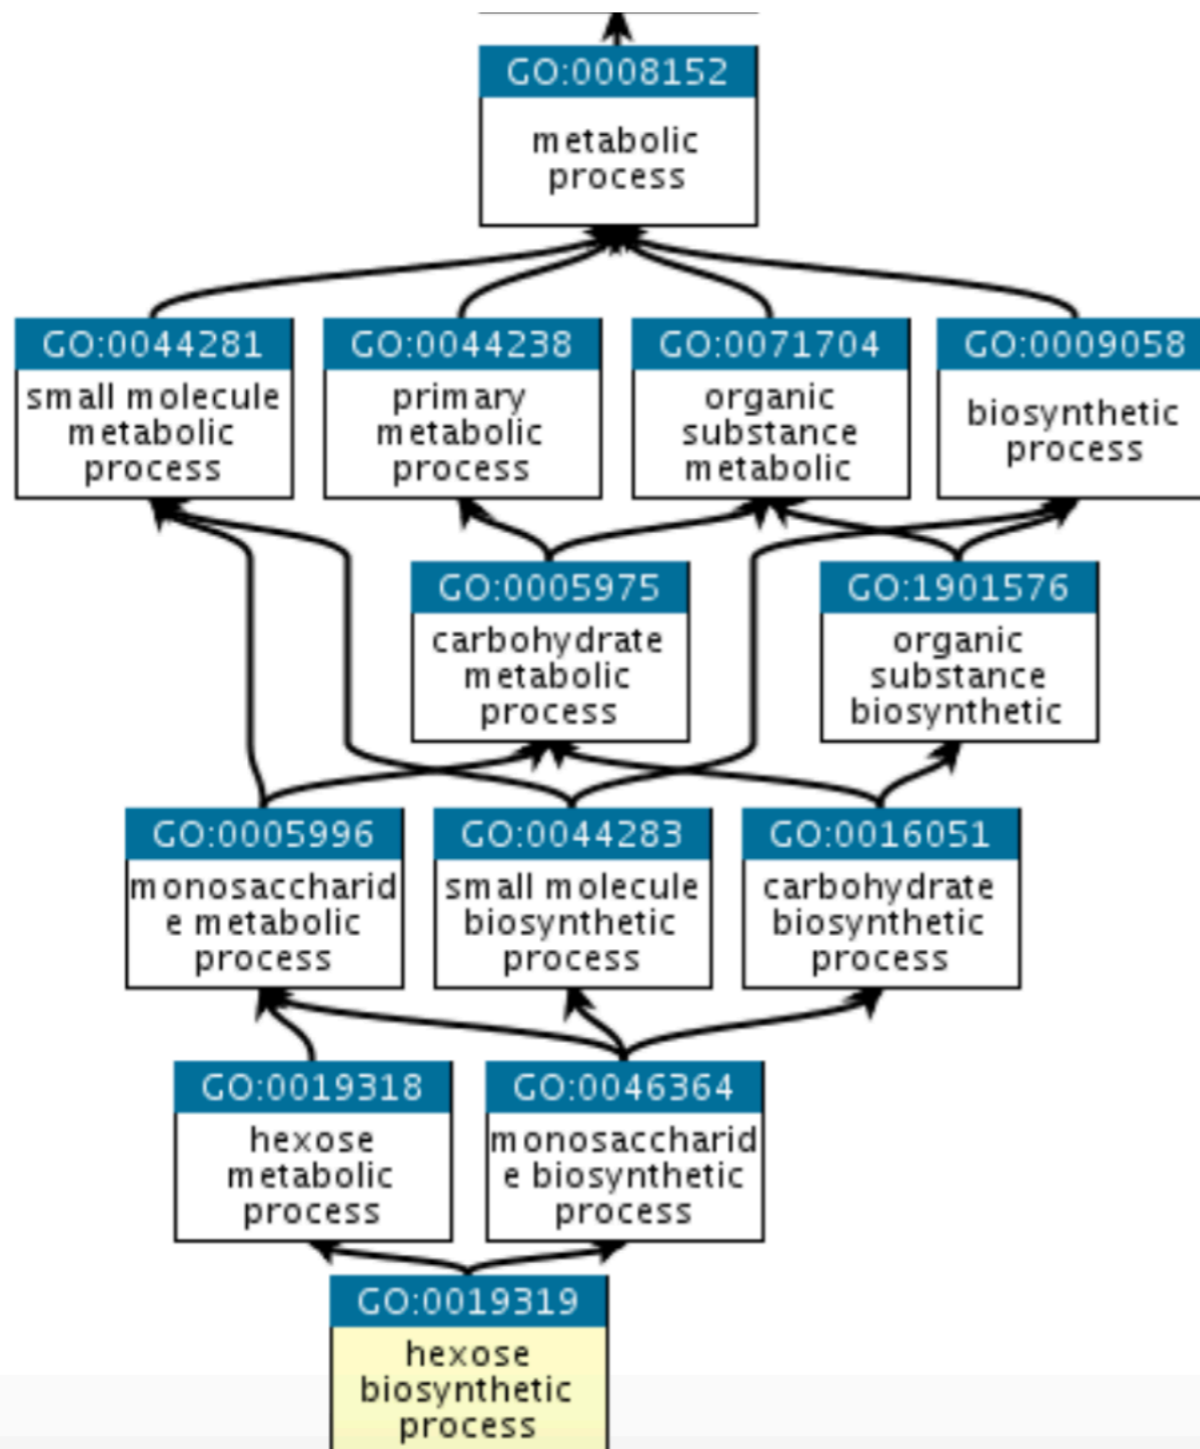 GO:0008152
metabolic
process
GO:0044281
small molecule
metabolic
process
GO:0044238
primary
metabolic
process
GO:0071704
organic
substance
metabolic
GO:0009058
biosynthetic
process
GO:0005975
carbohydrate
metabolic
process
GO:1901576
organic
substance
biosynthetic
GO:0005996
monosaccharid
e metabolic
process
GO:0044283
small molecule
biosynthetic
process
GO:0016051
carbohydrate
biosynthetic
process
GO:0019318
hexose
metabolic
process
GO:0046364
monosaccharid
e biosynthetic
process
GO:0019319
hexose
biosynthetic
process